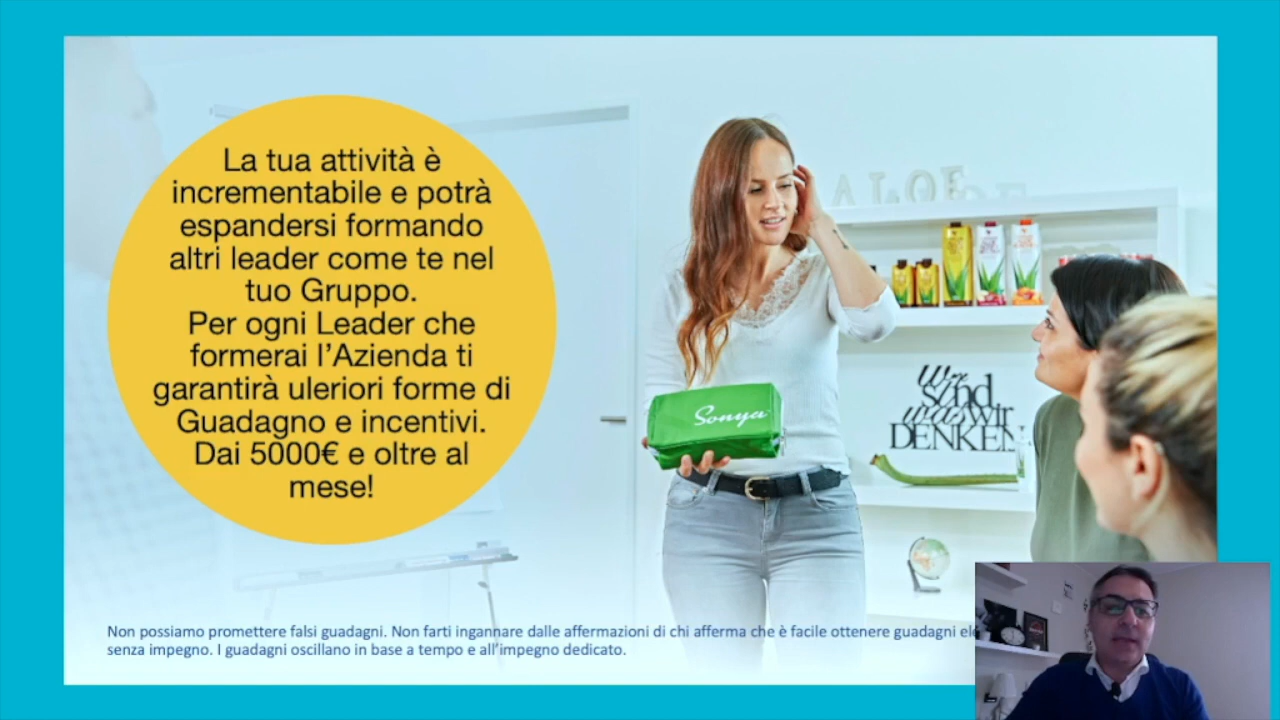 La tua attività è
incrementabile e potrà
espandersi formando
altri leader come te nel
tuo Gruppo.
Per ogni Leader che
formerai l'Azienda ti
garantirà uleriori forme di
Guadagno e incentivi.
Dai 5000€ e oltre al
mese!
ALOE
Sonya
Wir
sind
was wir
DENKEN
Non possiamo promettere falsi guadagni. Non farti ingannare dalle affermazioni di chi afferma che è facile ottenere guadagni
senza impegno. I guadagni oscillano in base a tempo e all'impegno dedicato.